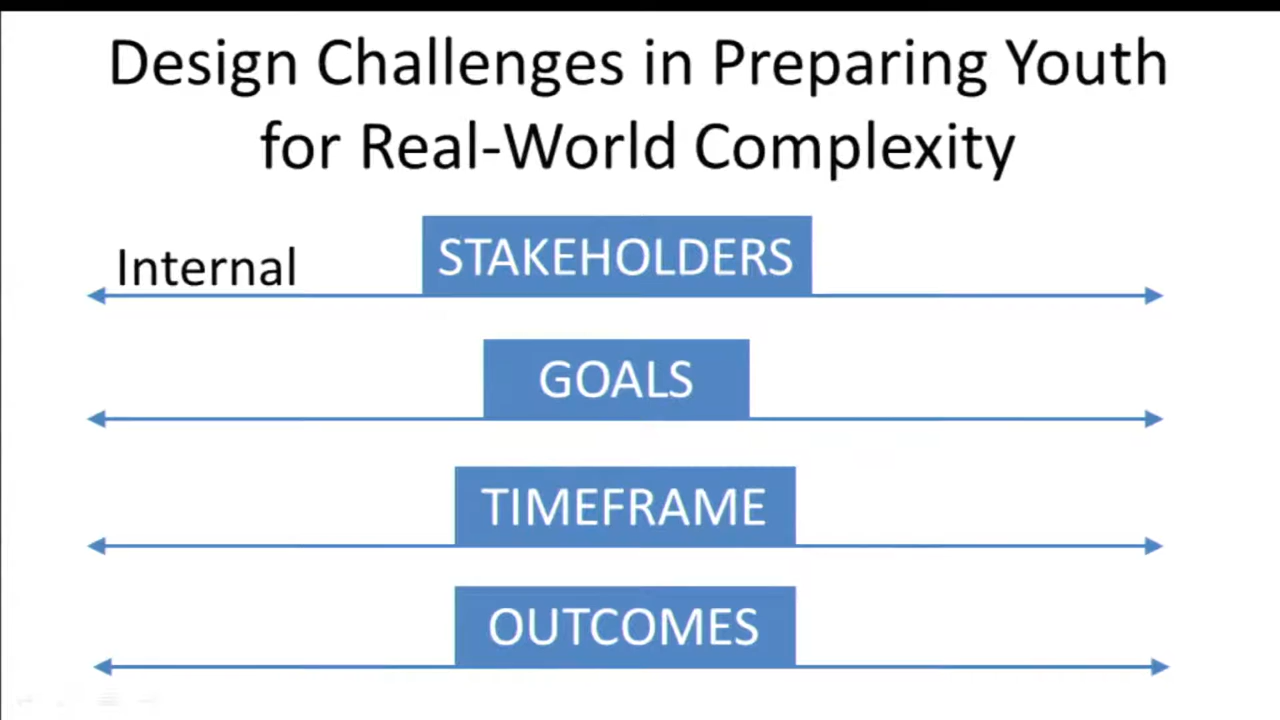 Design Challenges in Preparing Youth
for Real-World Complexity
Internal
STAKEHOLDERS
GOALS
TIMEFRAME
OUTCOMES